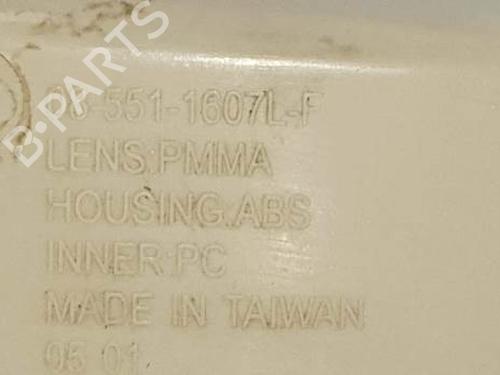 551-1607L-F
LENS:PMMA
HOUSING:ABS
INNER:PC
MADE IN TAIWAN
05 01
B-Parts